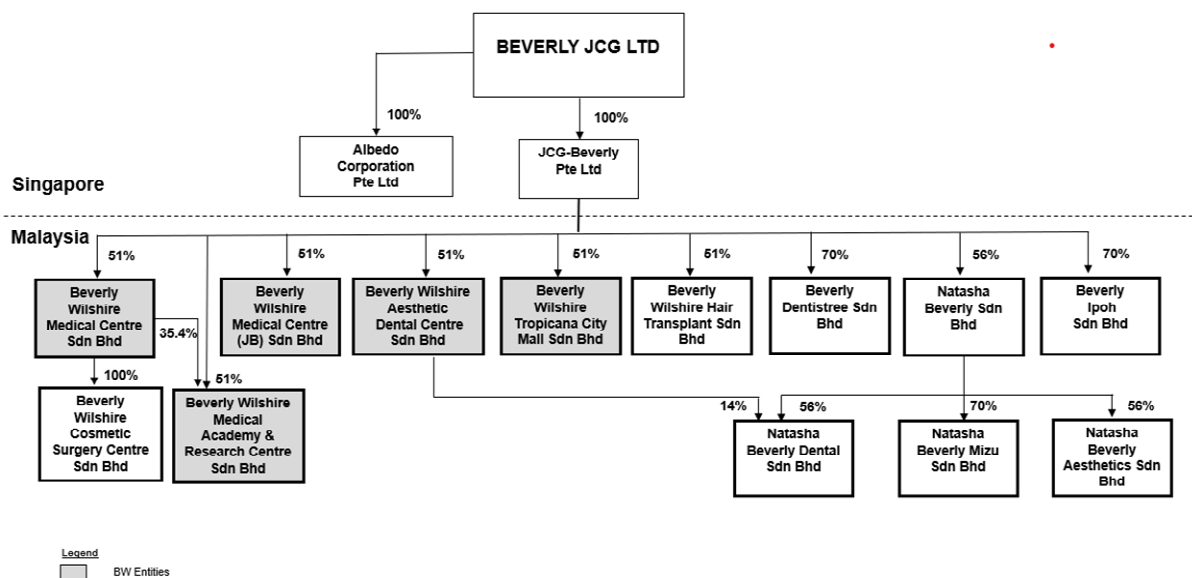 BEVERLY JCG LTD
100%
100%
Albedo
Corporation
Pte Ltd
JCG-Beverly
Pte Ltd
Singapore
Malaysia
51%
51%
51%
51%
51%
70%
56%
70%
Beverly
Wilshire
Medical Centre
Sdn Bhd
Beverly
Wilshire
Medical Centre
(JB) Sdn Bhd
Beverly Wilshire
Aesthetic
Dental Centre
Sdn Bhd
Beverly
Wilshire
Tropicana City
Mall Sdn Bhd
Beverly
Wilshire Hair
Transplant Sdn
Bhd
Beverly
Dentistree Sdn
Bhd
Natasha
Beverly Sdn
Bhd
Beverly
Ipoh
Sdn Bhd
35.4%
100%
51%
14%
56%
70%
56%
Beverly
Wilshire
Cosmetic
Surgery Centre
Sdn Bhd
Beverly Wilshire
Medical
Academy &
Research Centre
Sdn Bhd
Natasha
Beverly Dental
Sdn Bhd
Natasha
Beverly Mizu
Sdn Bhd
Natasha
Beverly
Aesthetics Sdn
Bhd
Legend
BW Entities